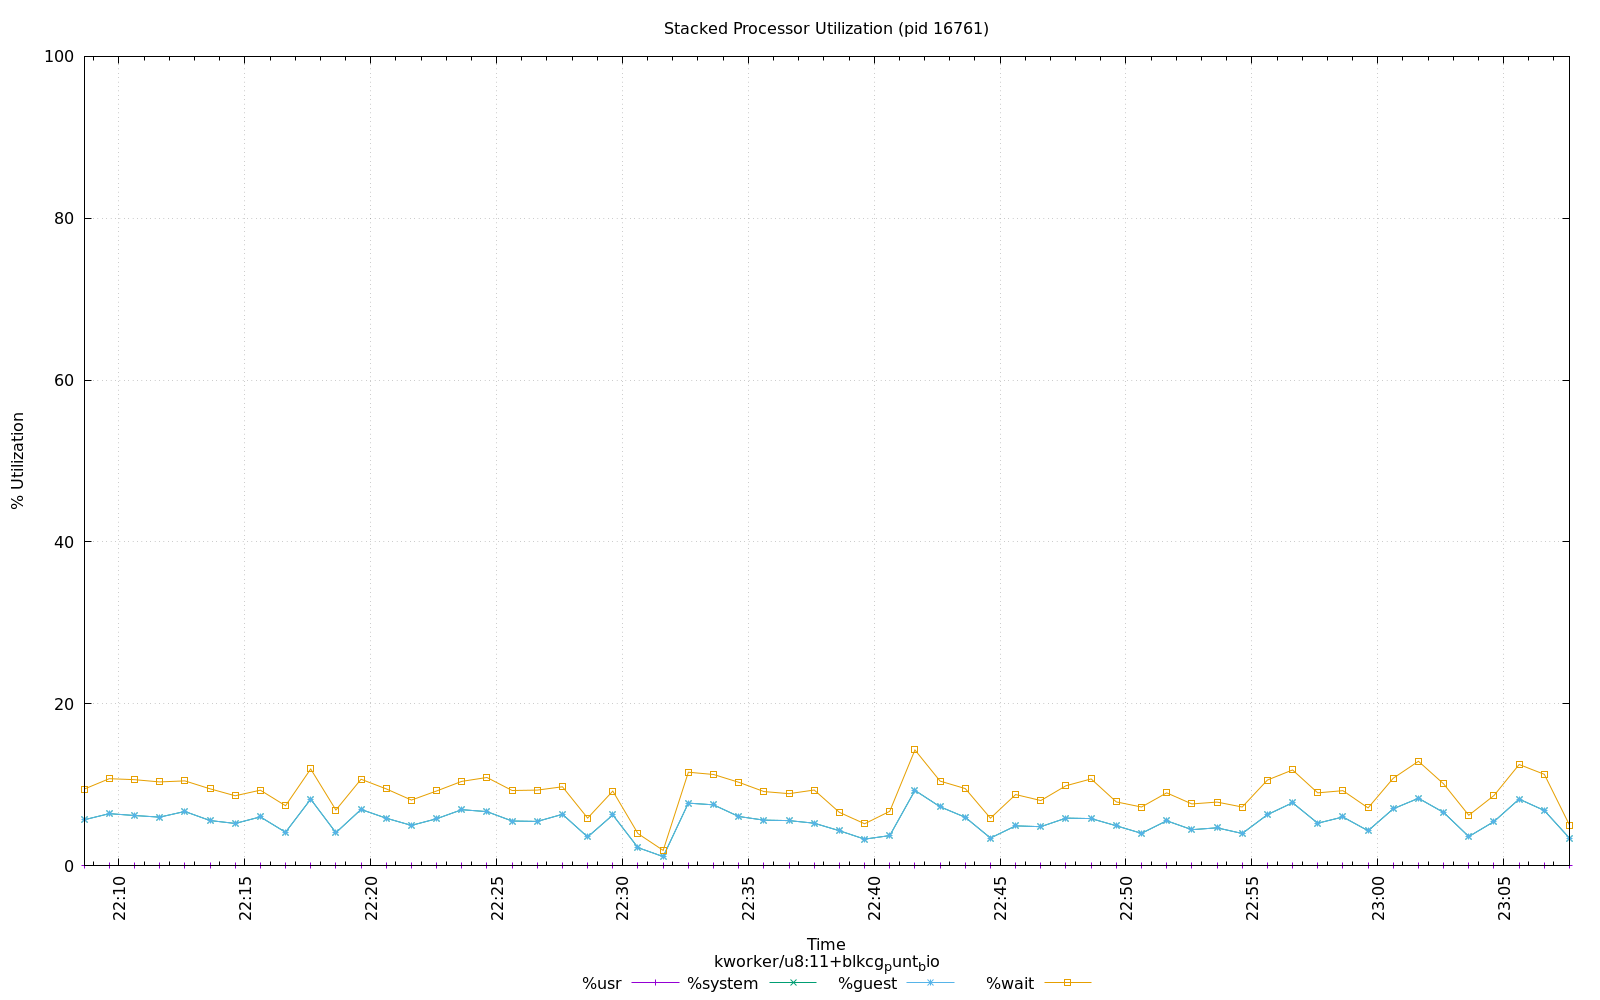 Stacked Processor Utilization (pid 16761)
100
80
60
40
20
0
% Utilization
22:10 22:15 22:20 22:25 22:30 22:35 22:40 22:45 22:50 22:55 23:00 23:05
Time
kworker/u8:11+blkcgpuntbio
%usr %system %guest %wait